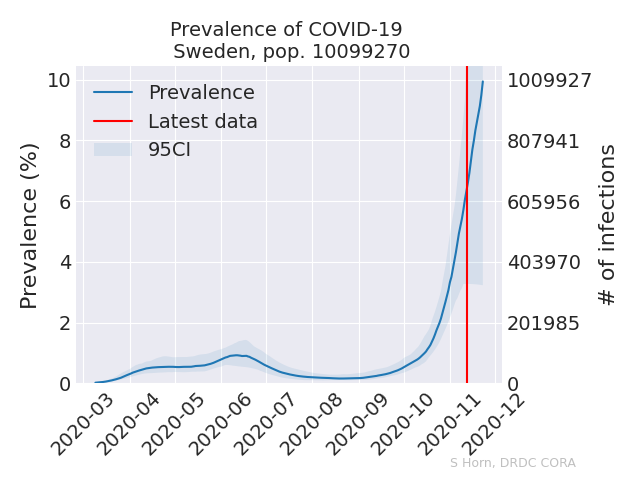 Prevalence of COVID-19
Sweden, pop. 10099270
Prevalence
Latest data
95CI
Prevalence (%)
10
8
6
4
2
0
1009927
807941
605956
403970
201985
0
# of infections
2020-03
2020-04
2020-05
2020-06
2020-07
2020-08
2020-09
2020-10
2020-11
2020-12
S Horn, DRDC CORA